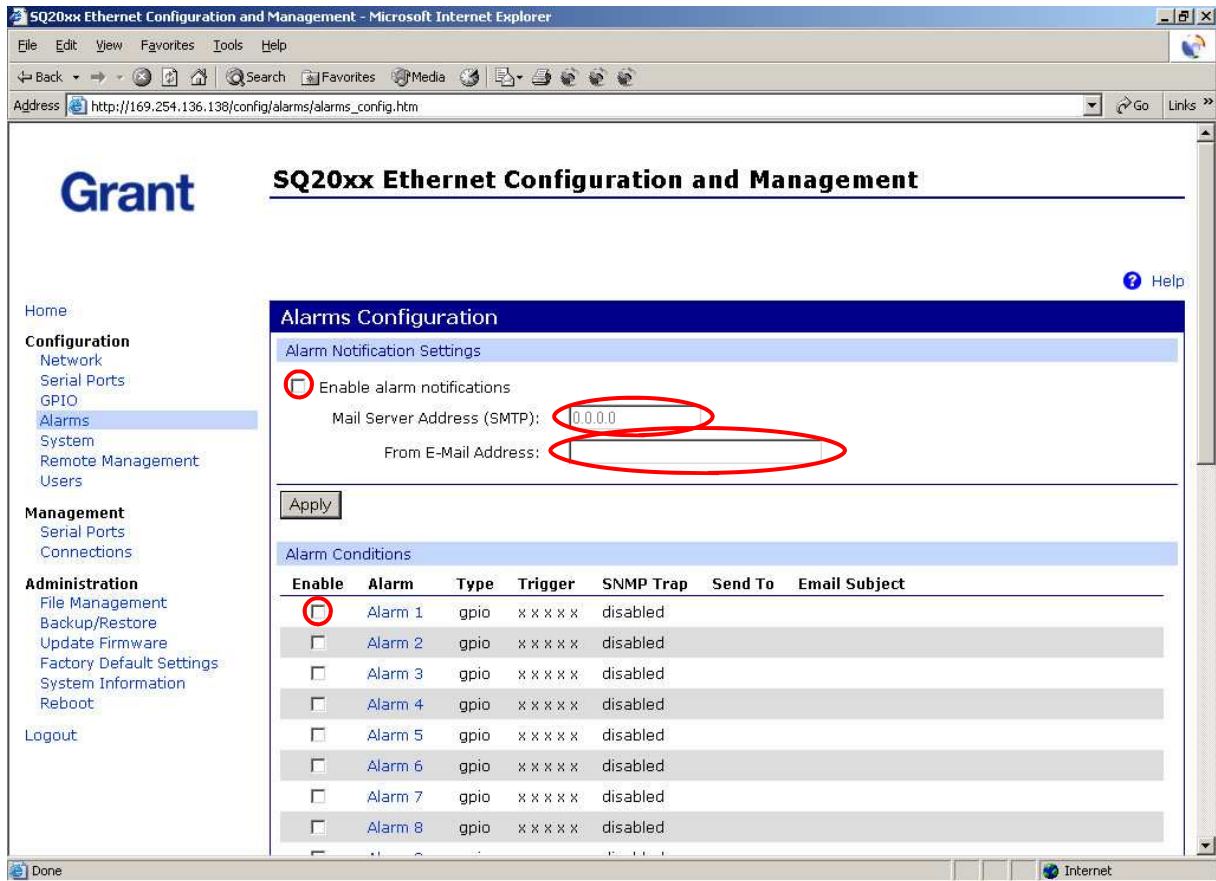 SQ20xx Ethernet Configuration and Management - Microsoft Internet Explorer
File Edit View Favorites Tools Help
Back Search Favorites Media
Address http://169.254.136.138/config/alarms/alarms_config.htm Go Links »
Grant
SQ20xx Ethernet Configuration and Management
? Help
Home
Configuration
Network
Serial Ports
GPIO
Alarms
System
Remote Management
Users
Management
Serial Ports
Connections
Administration
File Management
Backup/Restore
Update Firmware
Factory Default Settings
System Information
Reboot
Logout
Alarms Configuration
Alarm Notification Settings
Enable alarm notifications
Mail Server Address (SMTP): 0.0.0.0
From E-Mail Address:
Apply
Alarm Conditions
Enable Alarm Type Trigger SNMP Trap Send To Email Subject
Alarm 1 gpio x x x x x disabled
Alarm 2 gpio x x x x x disabled
Alarm 3 gpio x x x x x disabled
Alarm 4 gpio x x x x x disabled
Alarm 5 gpio x x x x x disabled
Alarm 6 gpio x x x x x disabled
Alarm 7 gpio x x x x x disabled
Alarm 8 gpio x x x x x disabled
Done Internet